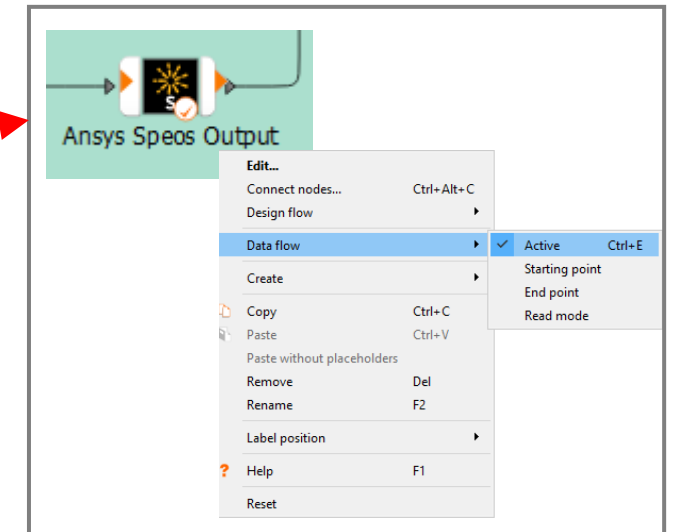 S
Ansys Speos Output
Edit...
Connect nodes... Ctrl+Alt+C
Design flow
Data flow
Active Ctrl+E
Starting point
End point
Read mode
Create
Copy Ctrl+C
Paste Ctrl+V
Paste without placeholders
Remove Del
Rename F2
Label position
? Help F1
Reset